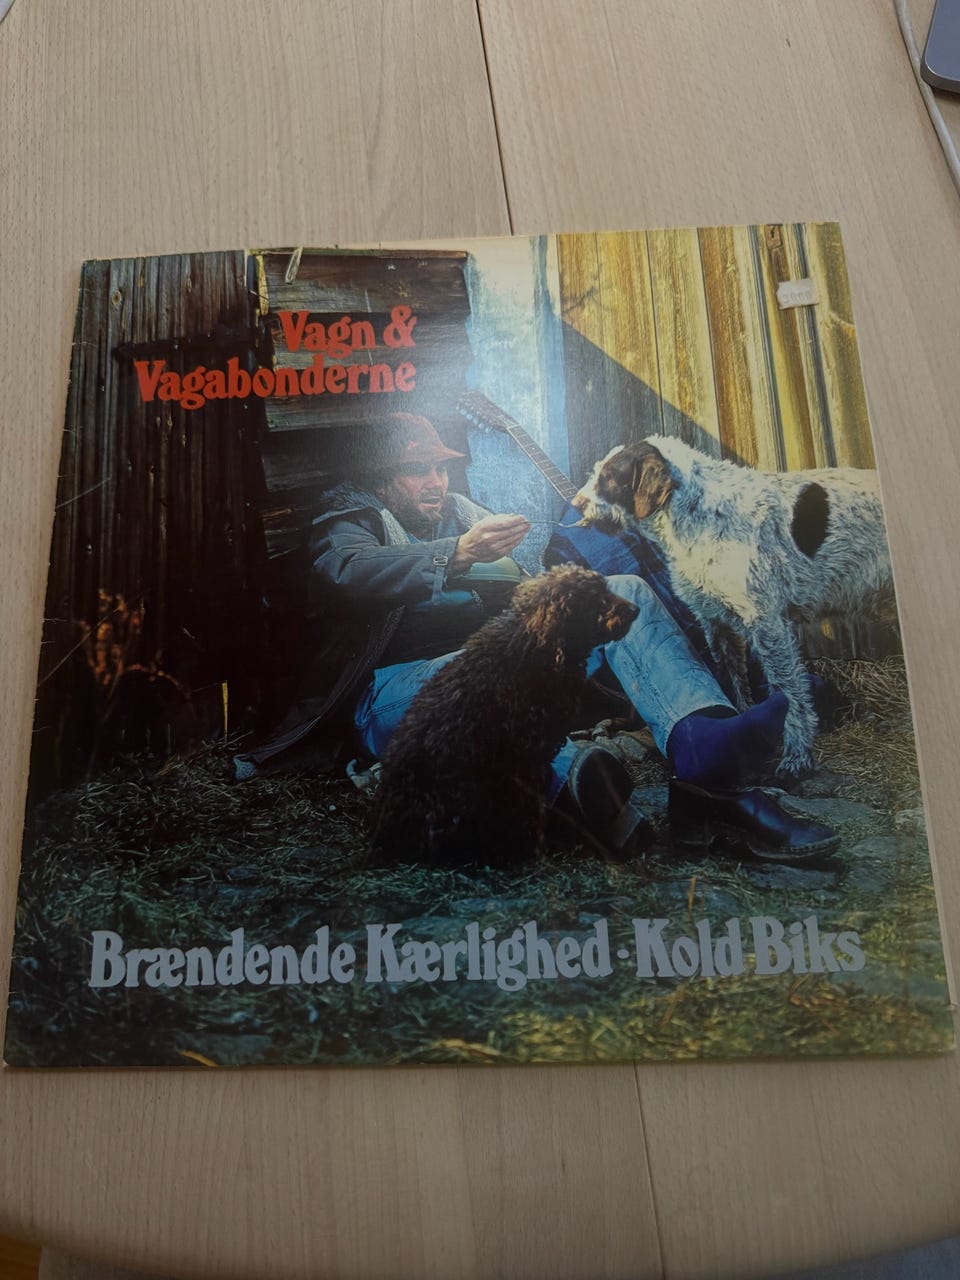 Vagn &
Vagabonderne
Brændende Kærlighed · Kold Biks